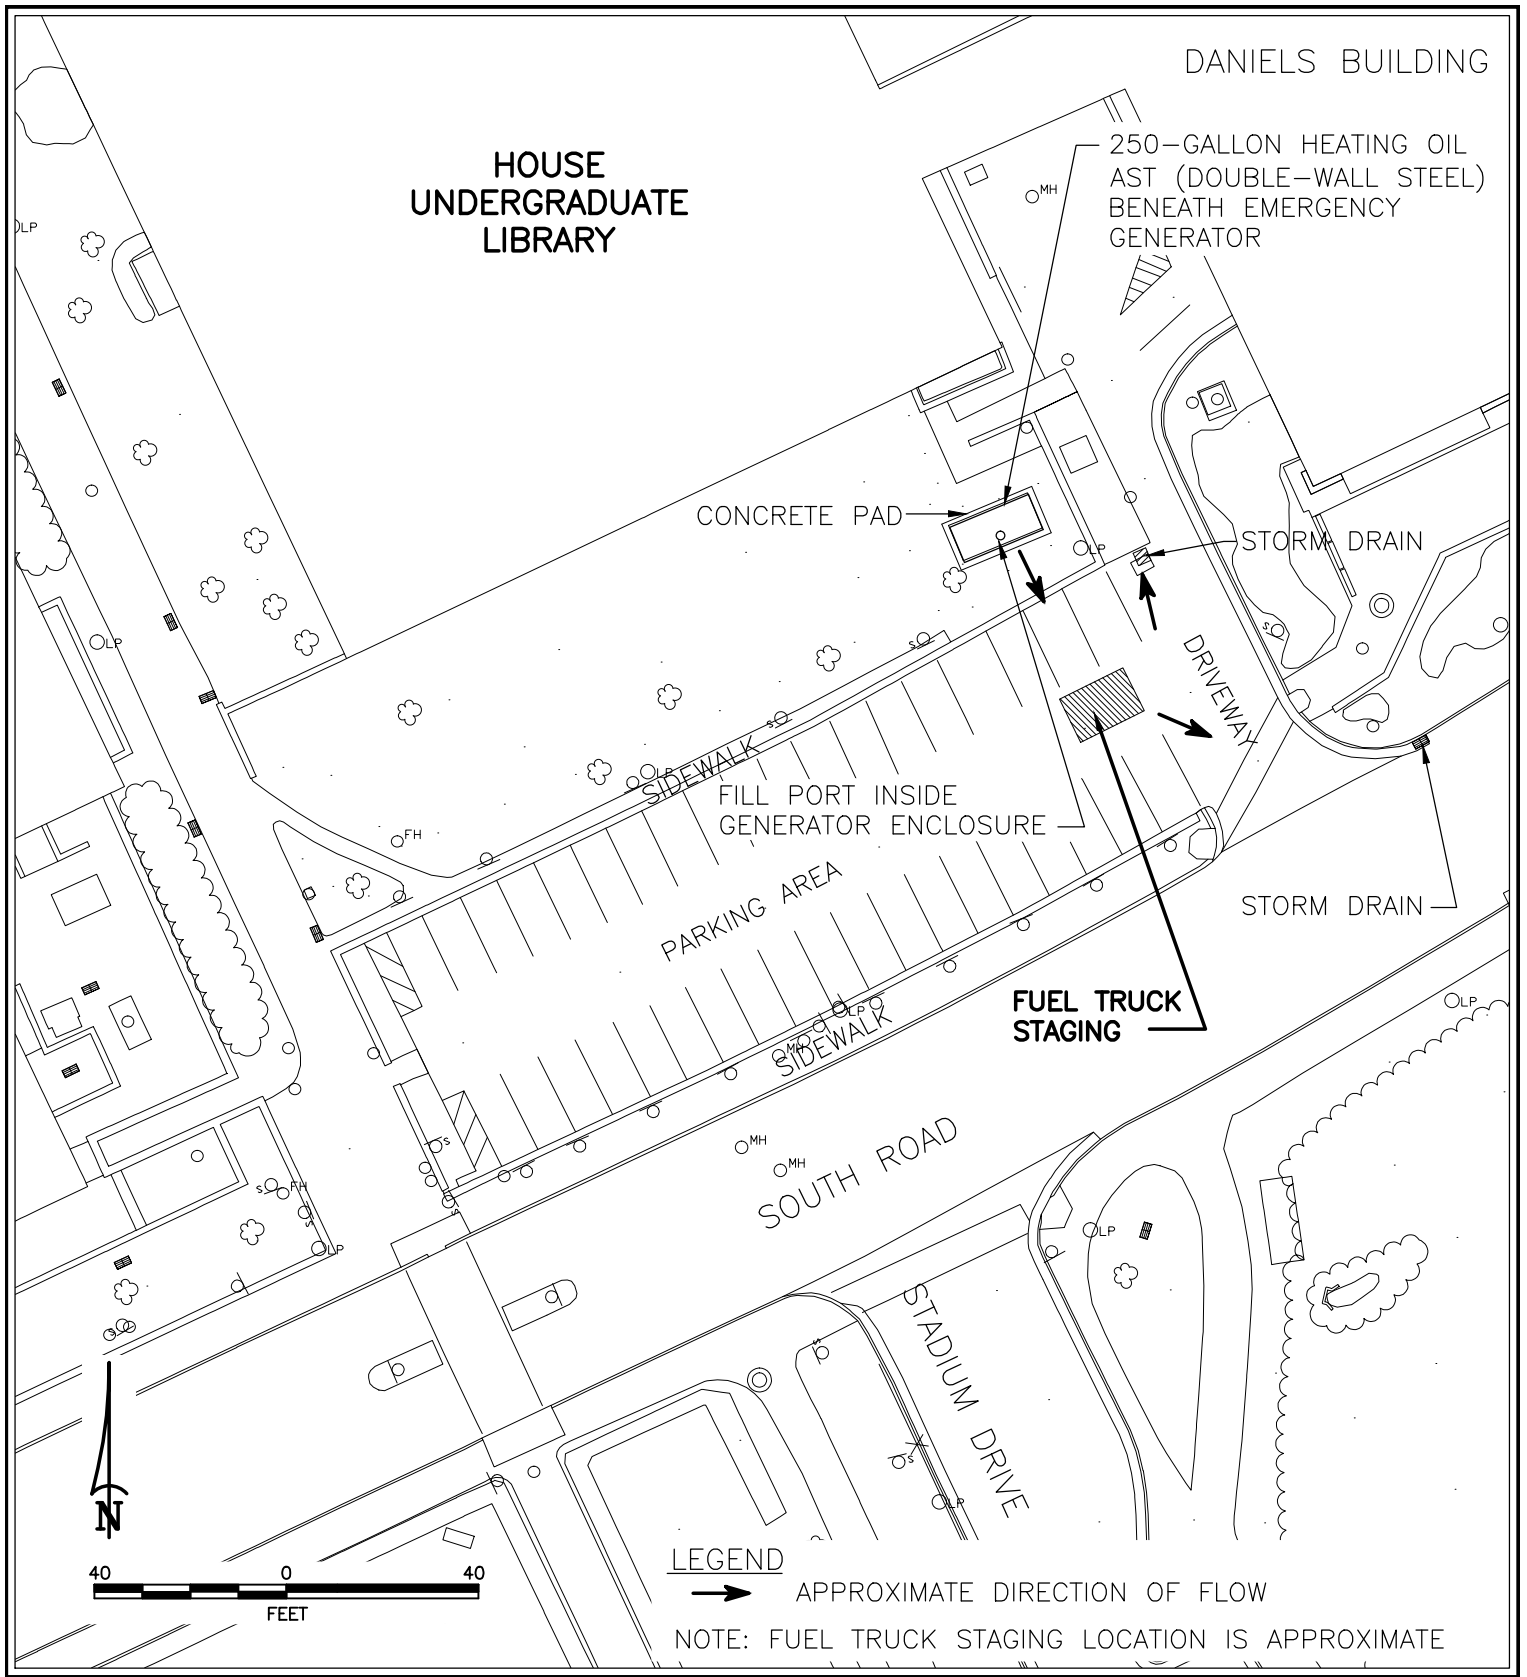 DANIELS BUILDING
HOUSE
UNDERGRADUATE
LIBRARY
250-GALLON HEATING OIL
AST (DOUBLE-WALL STEEL)
BENEATH EMERGENCY
GENERATOR
MH
LP
CONCRETE PAD
STORM DRAIN
LP
S
S
LP
DRIVEWAY
S
LP
SIDEWALK
FILL PORT INSIDE
GENERATOR ENCLOSURE
FH
PARKING AREA
STORM DRAIN
FUEL TRUCK
STAGING
LP
LP
MH
SIDEWALK
S
MH
MH
SOUTH ROAD
S
FH
S
S
LP
LP
S
STADIUM DRIVE
S
S
LP
N
40 0 40
FEET
LEGEND
APPROXIMATE DIRECTION OF FLOW
NOTE: FUEL TRUCK STAGING LOCATION IS APPROXIMATE